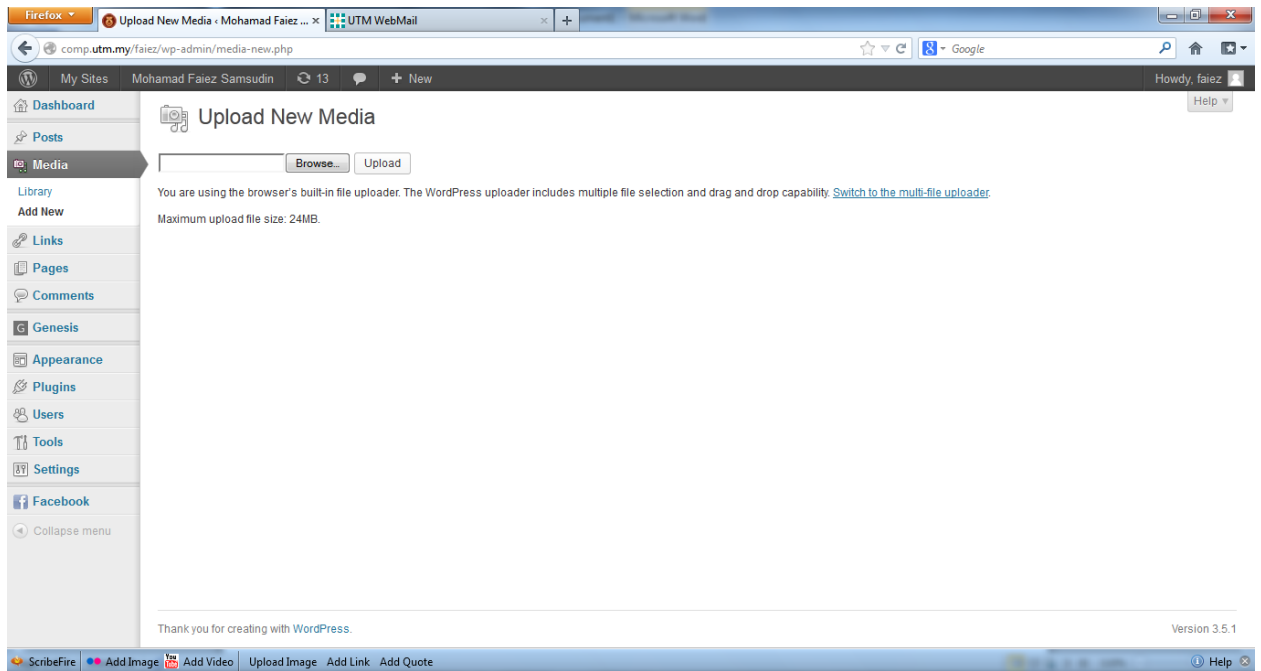 Firefox
Upload New Media ‹ Mohamad Faiez ... ×
UTM WebMail ×
+
comp.utm.my/faiez/wp-admin/media-new.php
Google
My Sites Mohamad Faiez Samsudin 13 + New Howdy, faiez
Help
Dashboard
Posts
Media
Library
Add New
Links
Pages
Comments
G Genesis
Appearance
Plugins
Users
Tools
Settings
Facebook
Collapse menu
Upload New Media
Browse... Upload
You are using the browser's built-in file uploader. The WordPress uploader includes multiple file selection and drag and drop capability. Switch to the multi-file uploader.
Maximum upload file size: 24MB.
Thank you for creating with WordPress. Version 3.5.1
ScribeFire Add Image You Tube Add Video Upload Image Add Link Add Quote Help